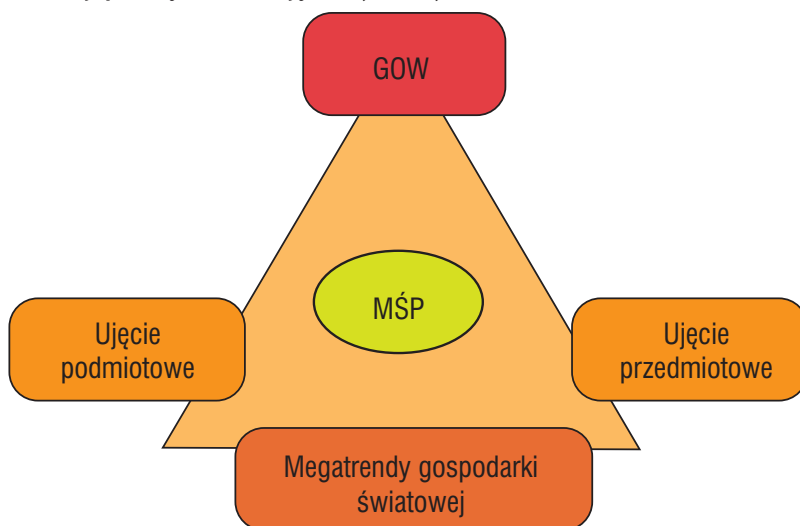 GOW
MŚP
Ujęcie
podmiotowe
Ujęcie
przedmiotowe
Megatrendy gospodarki
światowej